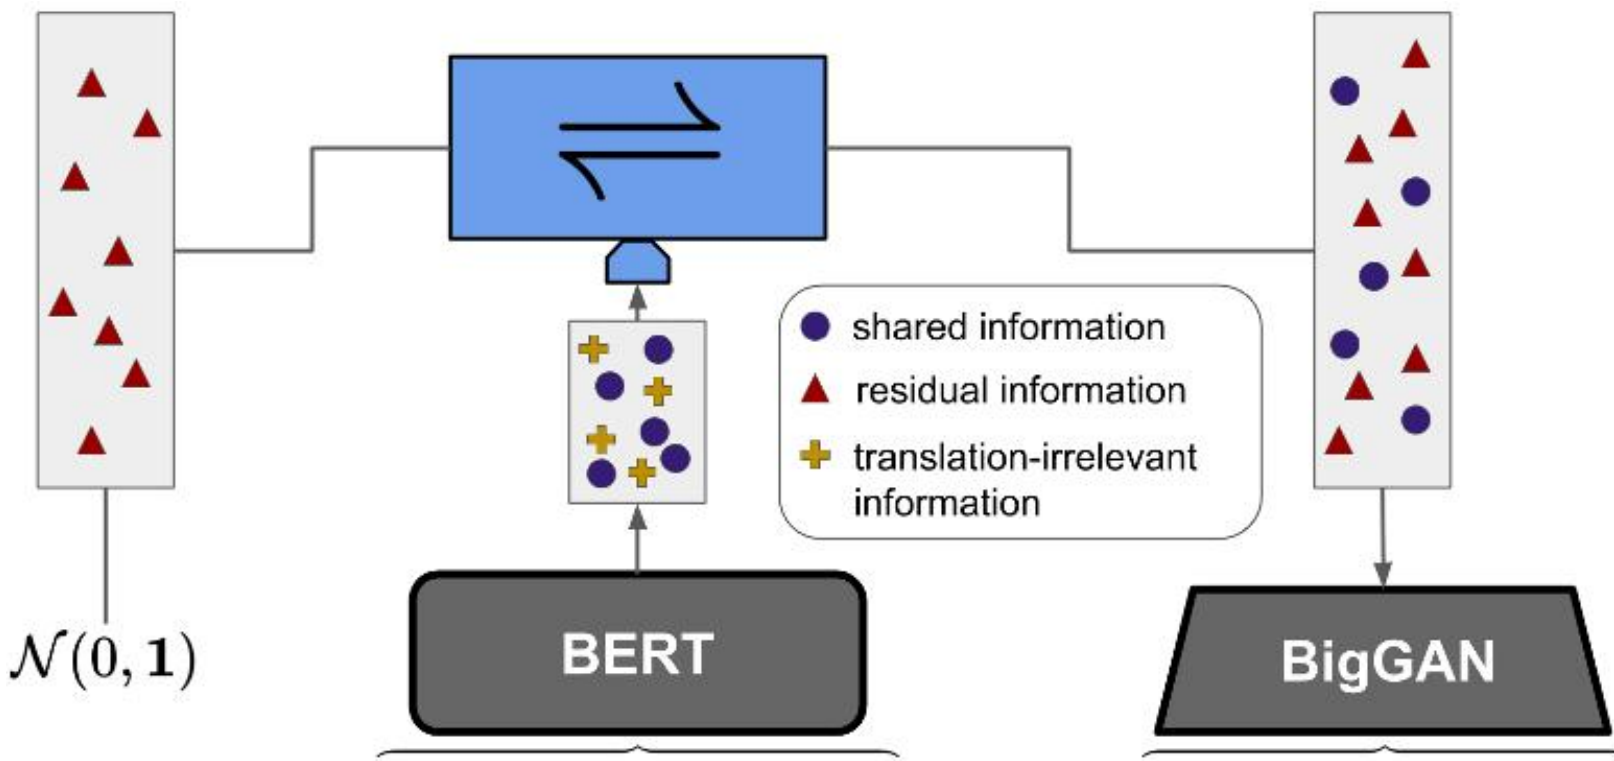 shared information
residual information
translation-irrelevant
information
BERT
BigGAN
𝒩(0, 𝟏)